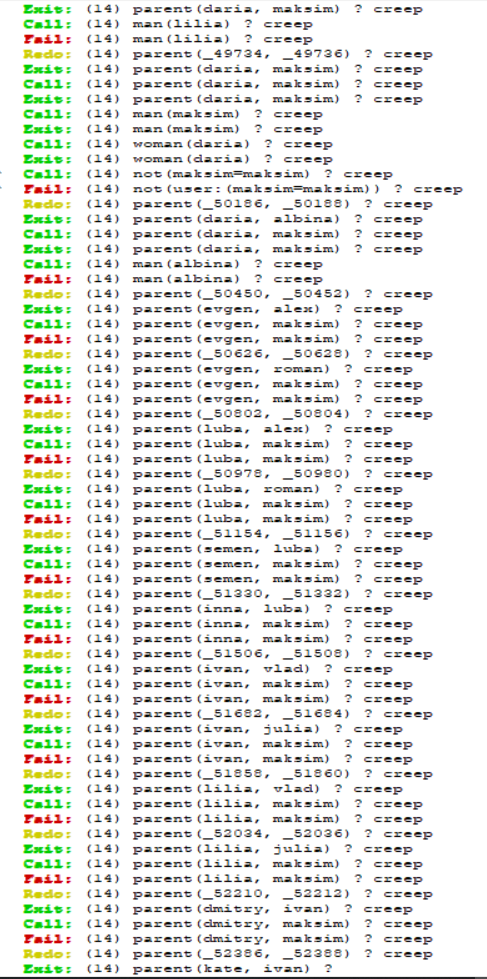 Exit: (14) parent(daria, maksim) ? creep
Call: (14) man(lilia) ? creep
Fail: (14) man(lilia) ? creep
Redo: (14) parent(_49734, _49736) ? creep
Exit: (14) parent(daria, maksim) ? creep
Call: (14) parent(daria, maksim) ? creep
Exit: (14) parent(daria, maksim) ? creep
Call: (14) man(maksim) ? creep
Exit: (14) man(maksim) ? creep
Call: (14) woman(daria) ? creep
Exit: (14) woman(daria) ? creep
Call: (14) not(maksim=maksim) ? creep
Fail: (14) not(user:(maksim=maksim)) ? creep
Redo: (14) parent(_50186, _50188) ? creep
Exit: (14) parent(daria, albina) ? creep
Call: (14) parent(daria, maksim) ? creep
Exit: (14) parent(daria, maksim) ? creep
Call: (14) man(albina) ? creep
Fail: (14) man(albina) ? creep
Redo: (14) parent(_50450, _50452) ? creep
Exit: (14) parent(evgen, alex) ? creep
Call: (14) parent(evgen, maksim) ? creep
Fail: (14) parent(evgen, maksim) ? creep
Redo: (14) parent(_50626, _50628) ? creep
Exit: (14) parent(evgen, roman) ? creep
Call: (14) parent(evgen, maksim) ? creep
Fail: (14) parent(evgen, maksim) ? creep
Redo: (14) parent(_50802, _50804) ? creep
Exit: (14) parent(luba, alex) ? creep
Call: (14) parent(luba, maksim) ? creep
Fail: (14) parent(luba, maksim) ? creep
Redo: (14) parent(_50978, _50980) ? creep
Exit: (14) parent(luba, roman) ? creep
Call: (14) parent(luba, maksim) ? creep
Fail: (14) parent(luba, maksim) ? creep
Redo: (14) parent(_51154, _51156) ? creep
Exit: (14) parent(semen, luba) ? creep
Call: (14) parent(semen, maksim) ? creep
Fail: (14) parent(semen, maksim) ? creep
Redo: (14) parent(_51330, _51332) ? creep
Exit: (14) parent(inna, luba) ? creep
Call: (14) parent(inna, maksim) ? creep
Fail: (14) parent(inna, maksim) ? creep
Redo: (14) parent(_51506, _51508) ? creep
Exit: (14) parent(ivan, vlad) ? creep
Call: (14) parent(ivan, maksim) ? creep
Fail: (14) parent(ivan, maksim) ? creep
Redo: (14) parent(_51682, _51684) ? creep
Exit: (14) parent(ivan, julia) ? creep
Call: (14) parent(ivan, maksim) ? creep
Fail: (14) parent(ivan, maksim) ? creep
Redo: (14) parent(_51858, _51860) ? creep
Exit: (14) parent(lilia, vlad) ? creep
Call: (14) parent(lilia, maksim) ? creep
Fail: (14) parent(lilia, maksim) ? creep
Redo: (14) parent(_52034, _52036) ? creep
Exit: (14) parent(lilia, julia) ? creep
Call: (14) parent(lilia, maksim) ? creep
Fail: (14) parent(lilia, maksim) ? creep
Redo: (14) parent(_52210, _52212) ? creep
Exit: (14) parent(dmitry, ivan) ? creep
Call: (14) parent(dmitry, maksim) ? creep
Fail: (14) parent(dmitry, maksim) ? creep
Redo: (14) parent(_52386, _52388) ? creep
Exit: (14) parent(kate, ivan) ?